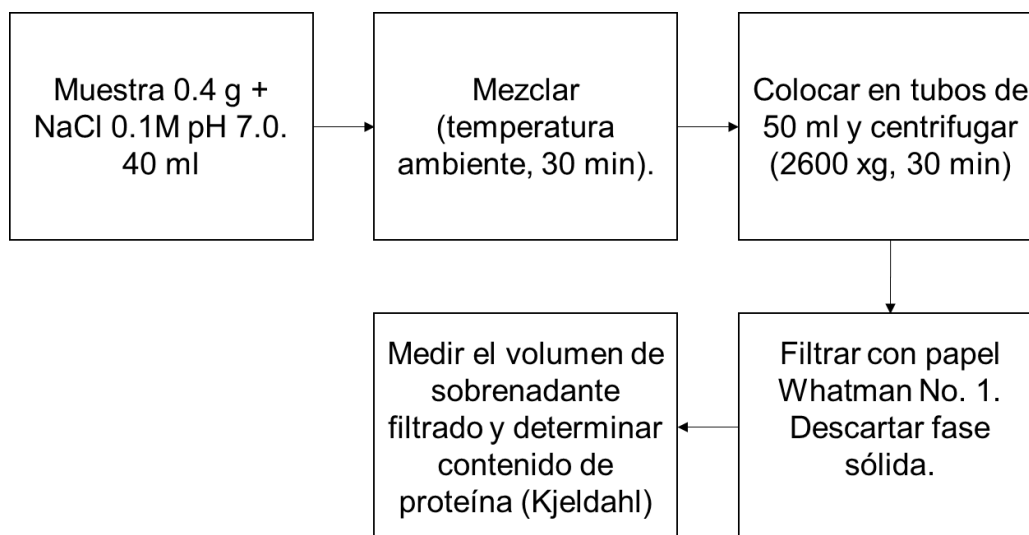 Muestra 0.4 g +
NaCl 0.1M pH 7.0.
40 ml
Mezclar
(temperatura
ambiente, 30 min).
Colocar en tubos de
50 ml y centrifugar
(2600 xg, 30 min)
Filtrar con papel
Whatman No. 1.
Descartar fase
sólida.
Medir el volumen de
sobrenadante
filtrado y determinar
contenido de
proteína (Kjeldahl)